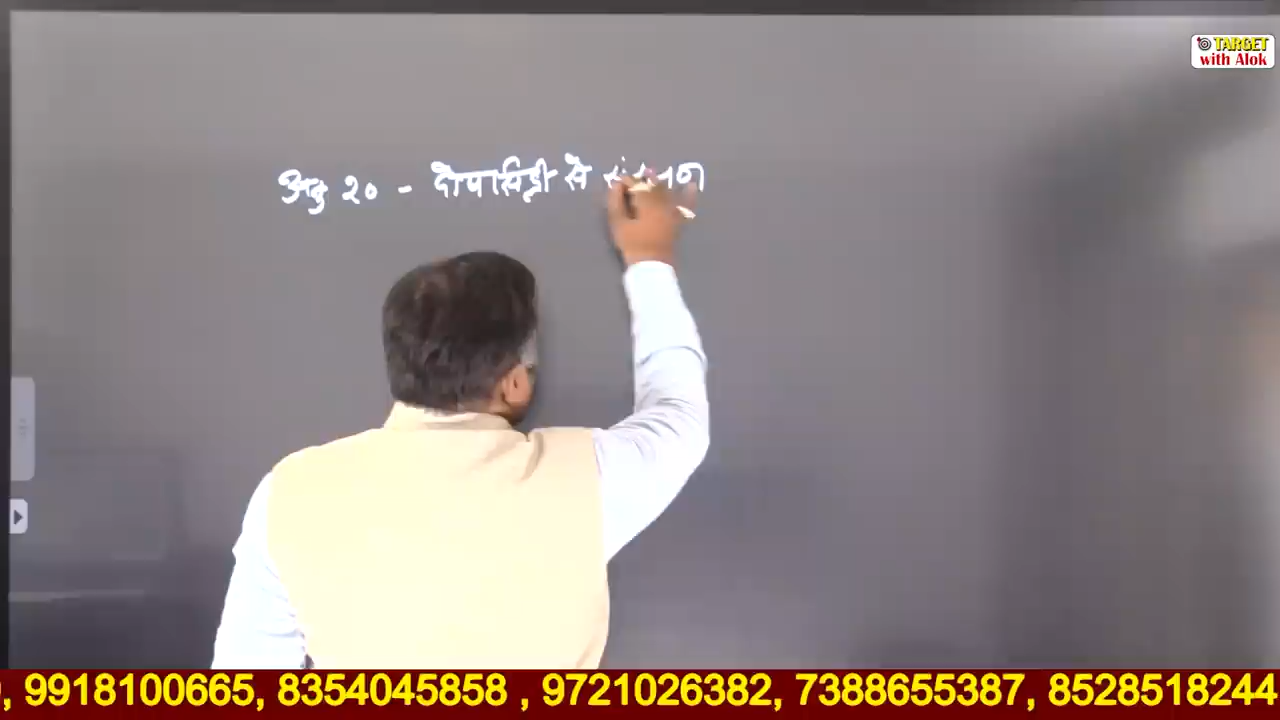 TARGET
with Alok
अनु २० - दोषसिद्धि से
, 9918100665, 8354045858 , 9721026382, 7388655387, 8528518244